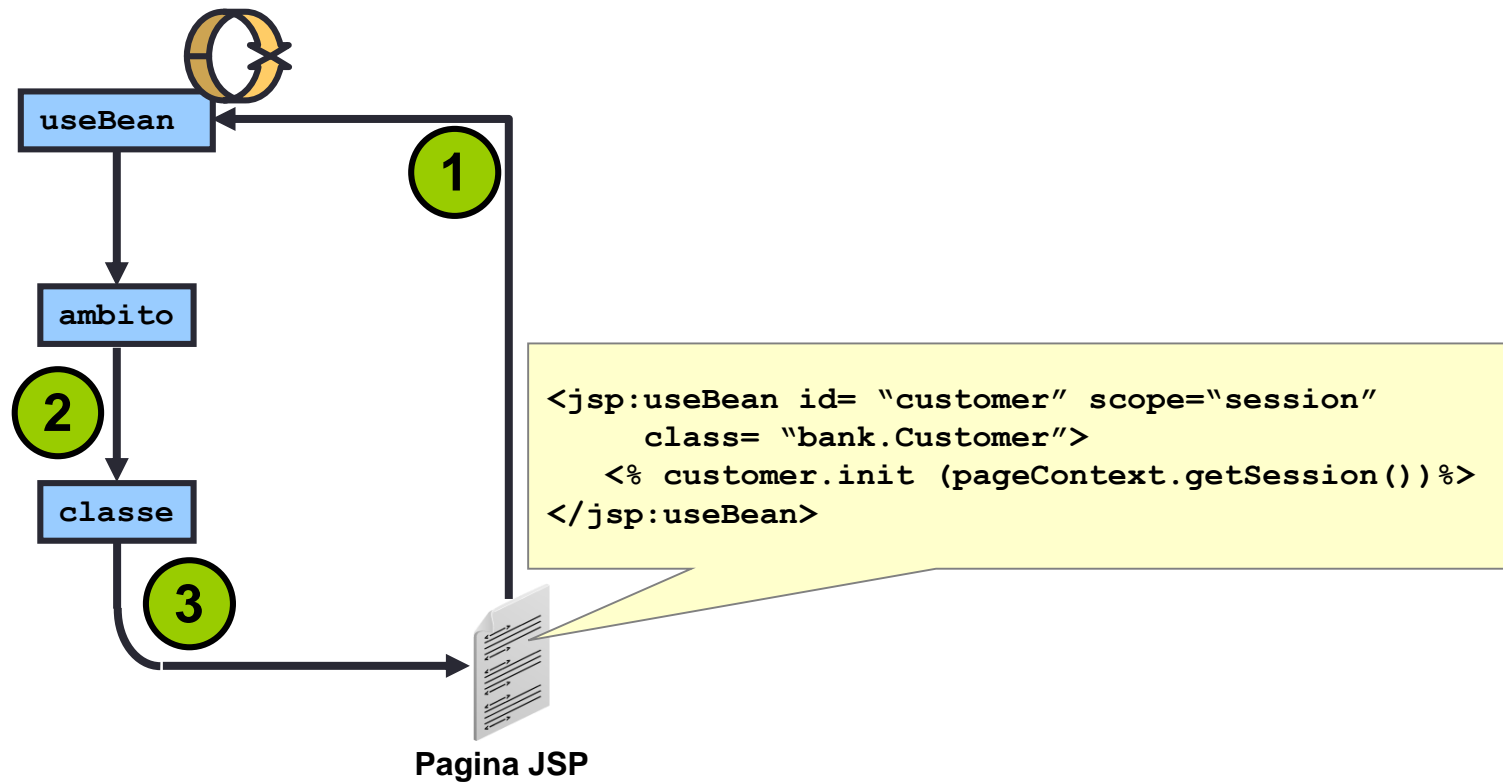 useBean
1
ambito
2
<jsp:useBean id= “customer” scope=“session”
class= “bank.Customer”>
<% customer.init (pageContext.getSession())%>
</jsp:useBean>
classe
3
Pagina JSP